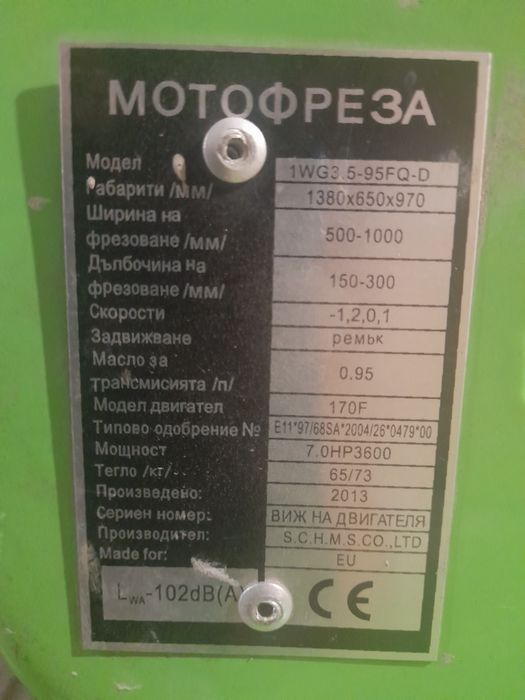 МОТОФРЕЗА
Модел 1WG3.5-95FQ-D
Габарити /мм/ 1380x650x970
Ширина на
фрезоване /мм/ 500-1000
Дълбочина на
фрезоване /мм/ 150-300
Скорости -1,2,0,1
Задвижване ремък
Масло за
трансмисията /л/ 0.95
Модел двигател 170F
Типово одобрение № E11*97/68SA*2004/26*0479*00
Мощност 7.0HP3600
Тегло /кг/ 65/73
Произведено: 2013
Сериен номер: ВИЖ НА ДВИГАТЕЛЯ
Производител: S.C.H.M.S.CO.,LTD
Made for: EU
LWA-102dB(A) CE